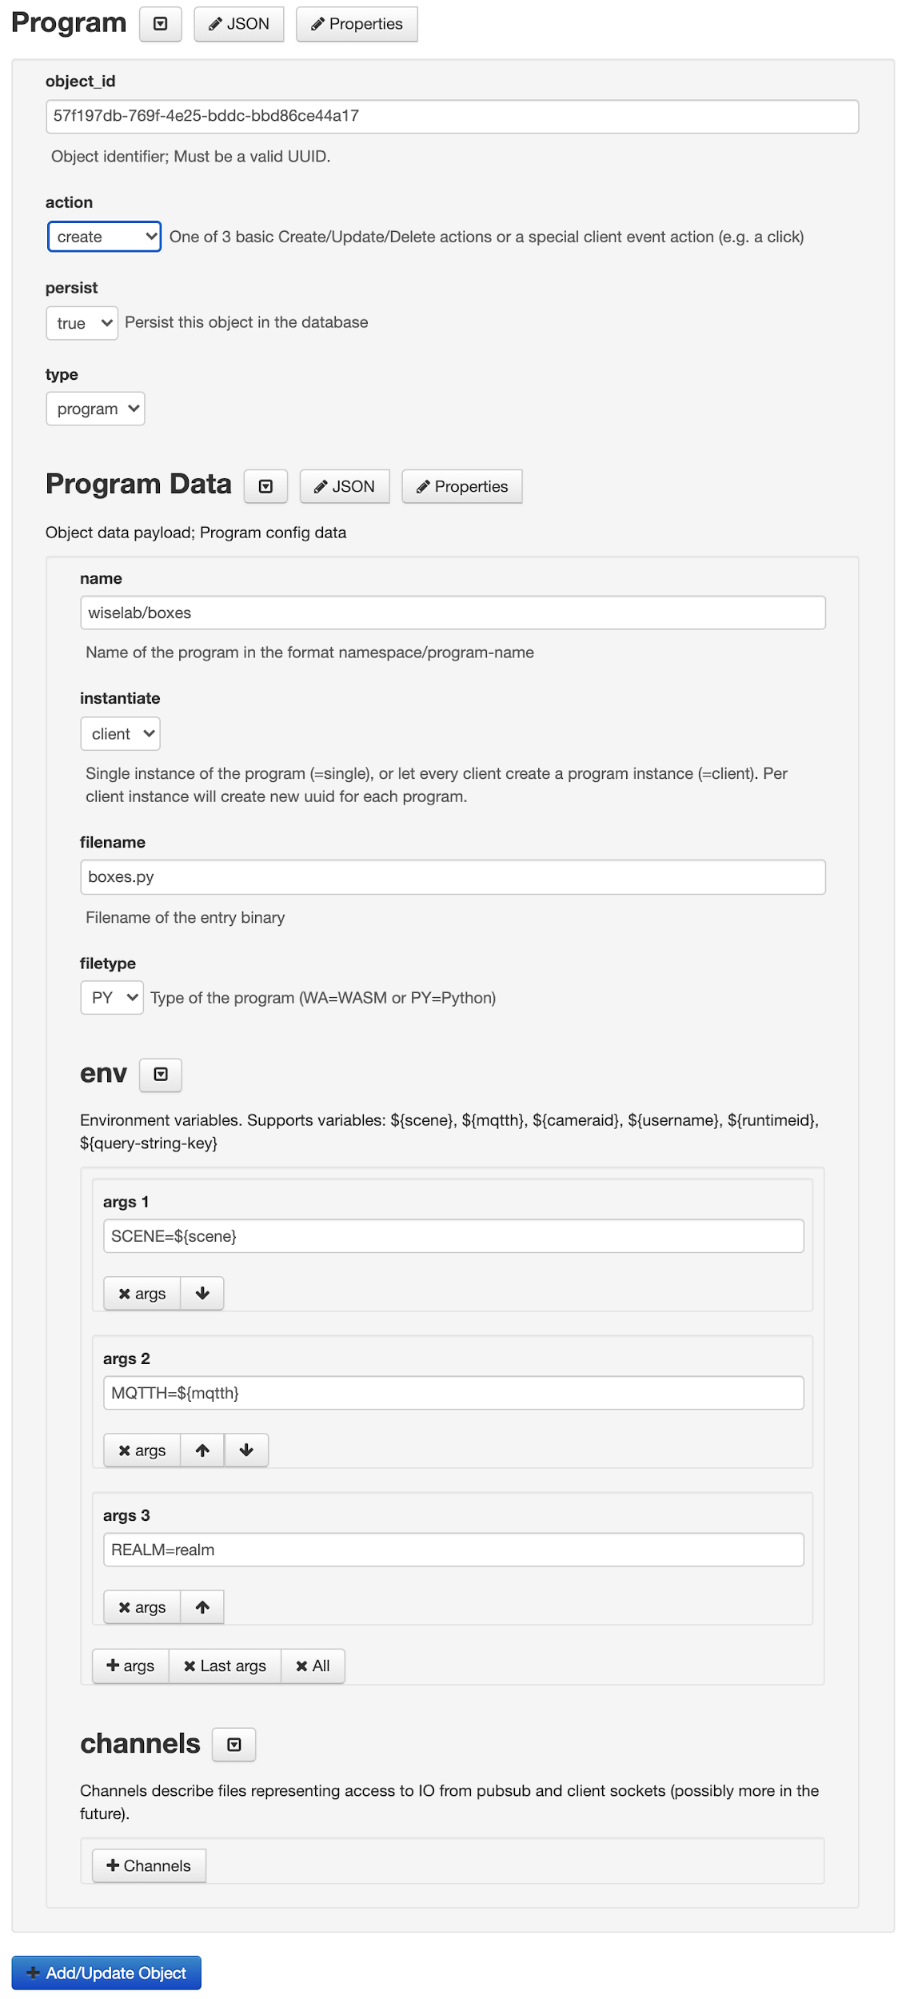 Program JSON Properties
object_id
57f197db-769f-4e25-bddc-bbd86ce44a17
Object identifier; Must be a valid UUID.
action
create One of 3 basic Create/Update/Delete actions or a special client event action (e.g. a click)
persist
true Persist this object in the database
type
program
Program Data JSON Properties
Object data payload; Program config data
name
wiselab/boxes
Name of the program in the format namespace/program-name
instantiate
client
Single instance of the program (=single), or let every client create a program instance (=client). Per
client instance will create new uuid for each program.
filename
boxes.py
Filename of the entry binary
filetype
PY Type of the program (WA=WASM or PY=Python)
env
Environment variables. Supports variables: ${scene}, ${mqtth}, ${cameraid}, ${username}, ${runtimeid},
${query-string-key}
args 1
SCENE=${scene}
args
args 2
MQTTH=${mqtth}
args
args 3
REALM=realm
args
args Last args All
channels
Channels describe files representing access to IO from pubsub and client sockets (possibly more in the
future).
Channels
Add/Update Object